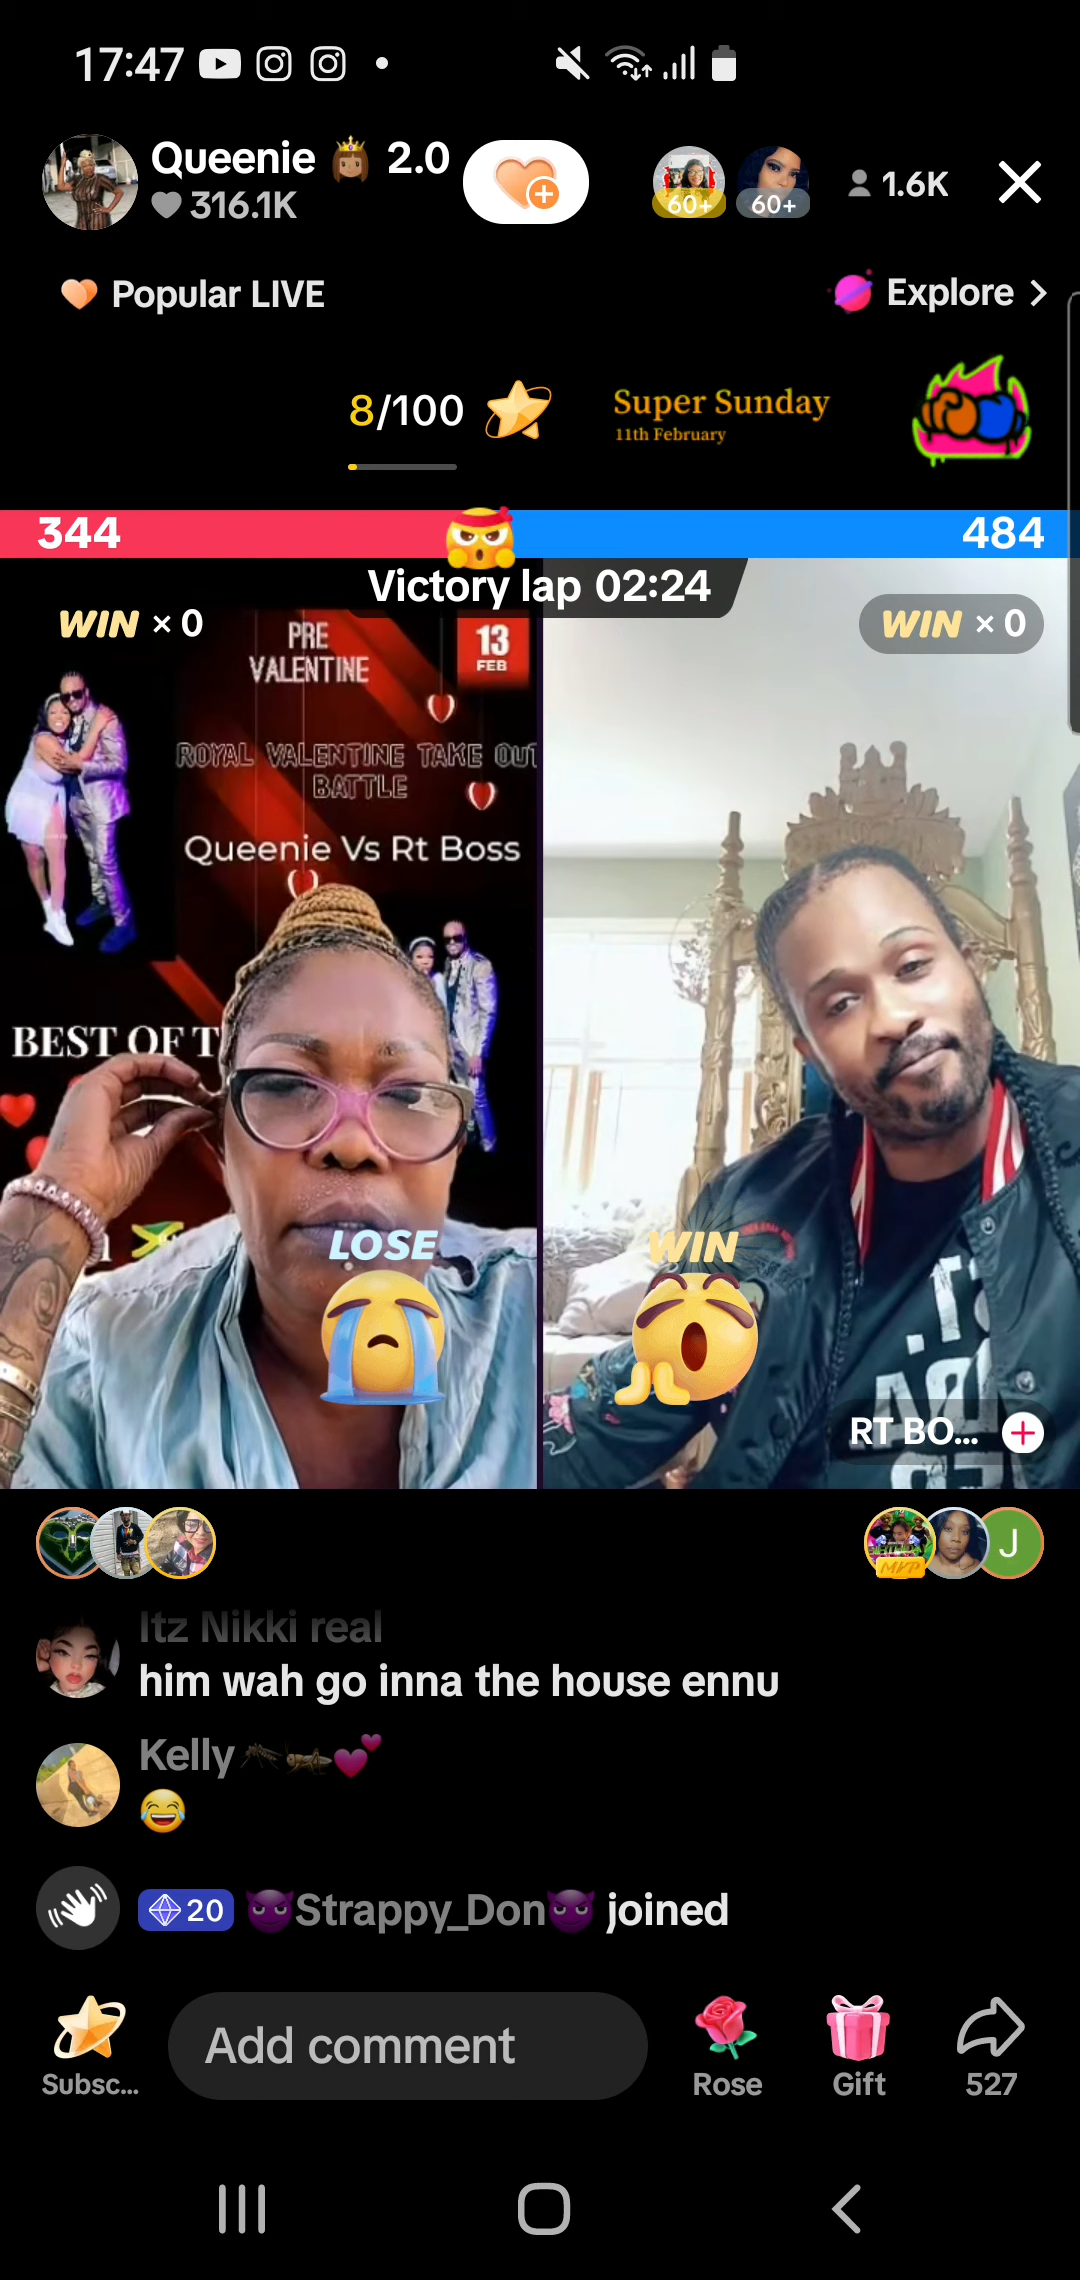 17:47
Queenie 2.0
316.1K
60+
60+
1.6K
Popular LIVE
Explore
8/100
Super Sunday
11th February
344
484
Victory lap 02:24
WIN × 0
WIN × 0
PRE
VALENTINE
13
FEB
ROYAL VALENTINE TAKE OUT
BATTLE
Queenie Vs Rt Boss
BEST OF T
LOSE
WIN
RT BO...
MVP
J
Itz Nikki real
him wah go inna the house ennu
Kelly🦟🦗💕
😂
20 😈Strappy_Don😈 joined
Subsc...
Add comment
Rose
Gift
527